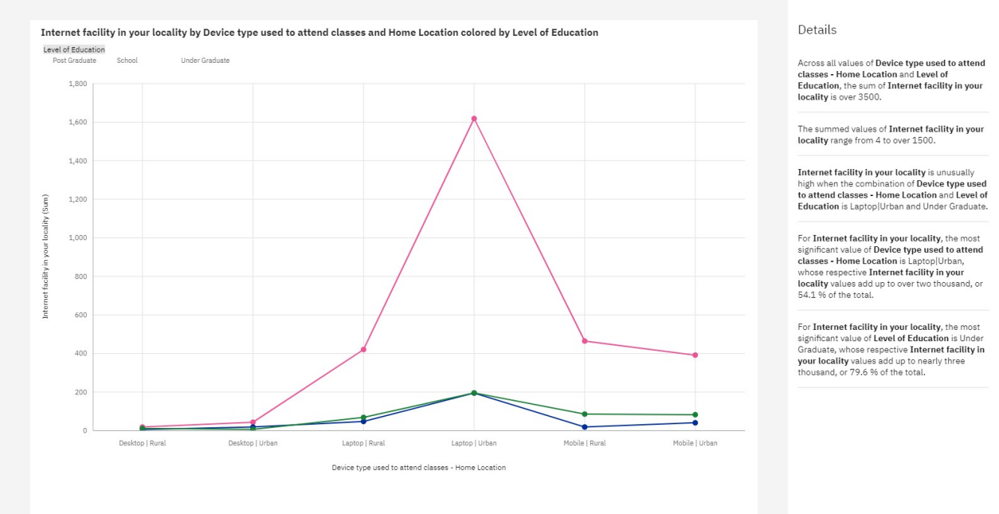 Internet facility in your locality by Device type used to attend classes and Home Location colored by Level of Education
Level of Education
Post Graduate School Under Graduate
1,800
1,600
1,400
1,200
1,000
800
600
400
200
0
Internet facility in your locality (Sum)
Desktop | Rural Desktop | Urban Laptop | Rural Laptop | Urban Mobile | Rural Mobile | Urban
Device type used to attend classes - Home Location
Details
Across all values of Device type used to attend
classes - Home Location and Level of
Education, the sum of Internet facility in your
locality is over 3500.
The summed values of Internet facility in your
locality range from 4 to over 1500.
Internet facility in your locality is unusually
high when the combination of Device type used
to attend classes - Home Location and Level of
Education is Laptop|Urban and Under Graduate.
For Internet facility in your locality, the most
significant value of Device type used to attend
classes - Home Location is Laptop|Urban,
whose respective Internet facility in your
locality values add up to over two thousand, or
54.1 % of the total.
For Internet facility in your locality, the most
significant value of Level of Education is Under
Graduate, whose respective Internet facility in
your locality values add up to nearly three
thousand, or 79.6 % of the total.